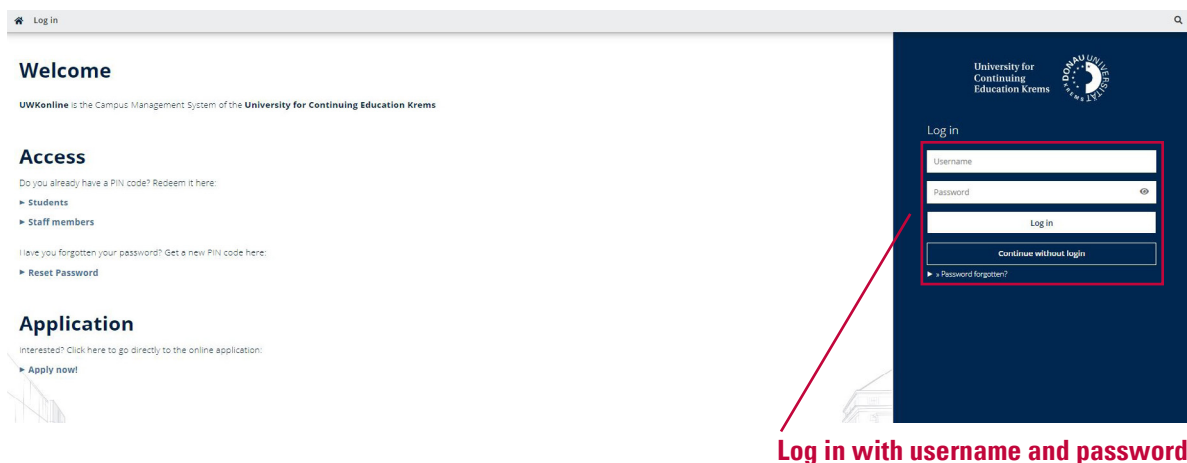 Log in
Welcome
UWKonline is the Campus Management System of the University for Continuing Education Krems
Access
Do you already have a PIN code? Redeem it here:
► Students
► Staff members
Have you forgotten your password? Get a new PIN code here:
► Reset Password
Application
Interested? Click here to go directly to the online application:
► Apply now!
University for
Continuing
Education Krems
DONAU UNIVERSITÄT KREMS
Log in
Username
Password
Log in
Continue without login
► » Password forgotten?
Log in with username and password